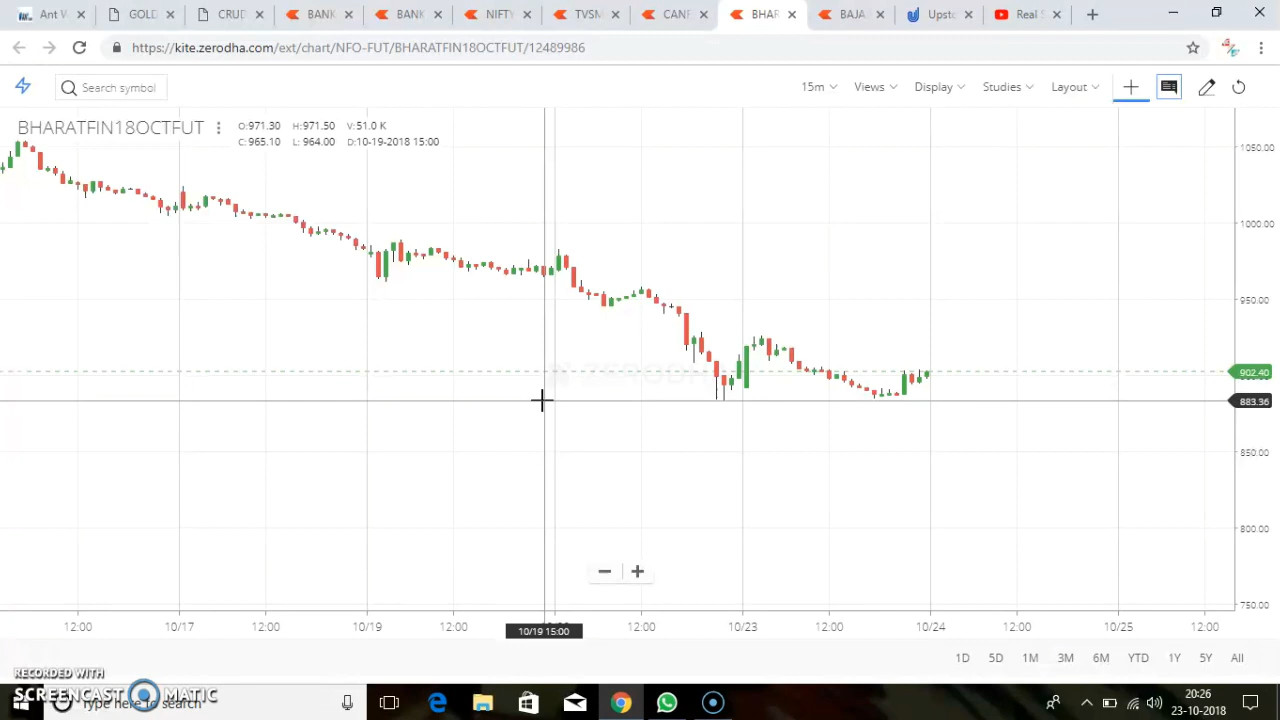 Ant W
GOLD
CRUD
BANK
BANK
NIFTY
TVSN
CANF
BHAR
BAJA
Upsto
Real S
https://kite.zerodha.com/ext/chart/NFO-FUT/BHARATFIN18OCTFUT/12489986
Search symbol
15m
Views
Display
Studies
Layout
BHARATFIN18OCTFUT
O:971.30 H:971.50 V:51.0 K
C:965.10 L: 964.00 D:10-19-2018 15:00
1050.00
1000.00
950.00
902.40
883.36
850.00
800.00
750.00
ZERODH
12:00 10/17 12:00 10/19 12:00 12:00 10/23 12:00 10/24 12:00 10/25 12:00
10/19 15:00
1D 5D 1M 3M 6M YTD 1Y 5Y All
RECORDED WITH
SCREENCAST MATIC
Type here to search
20:26
23-10-2018